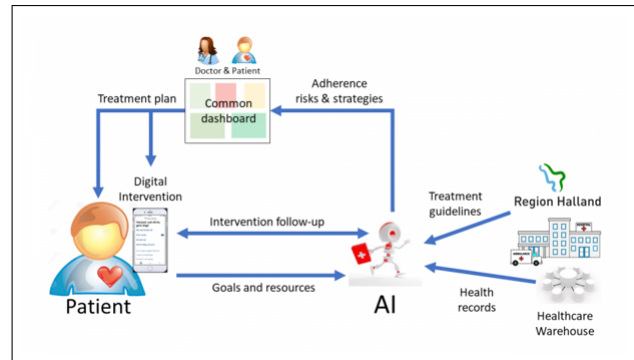 Doctor & Patient
Treatment plan
Common
dashboard
Adherence
risks & strategies
Digital
Intervention
Intervention follow-up
Goals and resources
Patient
AI
Treatment
guidelines
Region Halland
Health
records
Healthcare
Warehouse